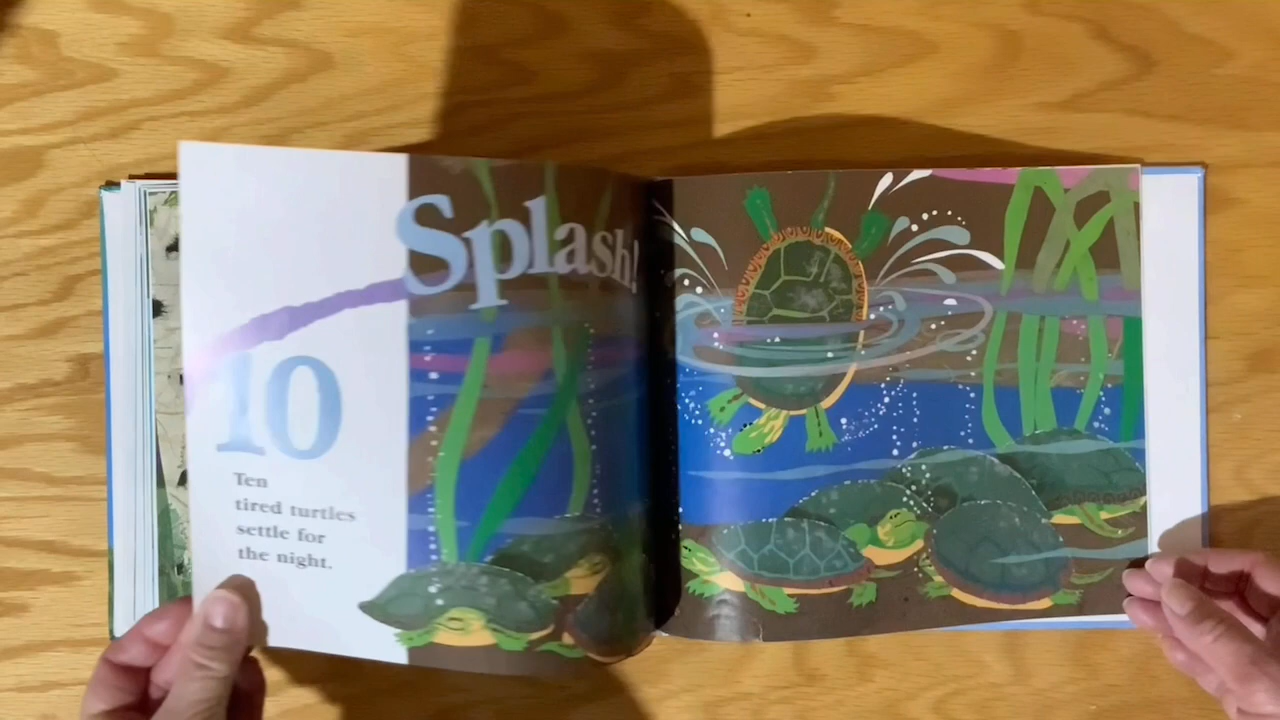 Splash!
10
Ten
tired turtles
settle for
the night.